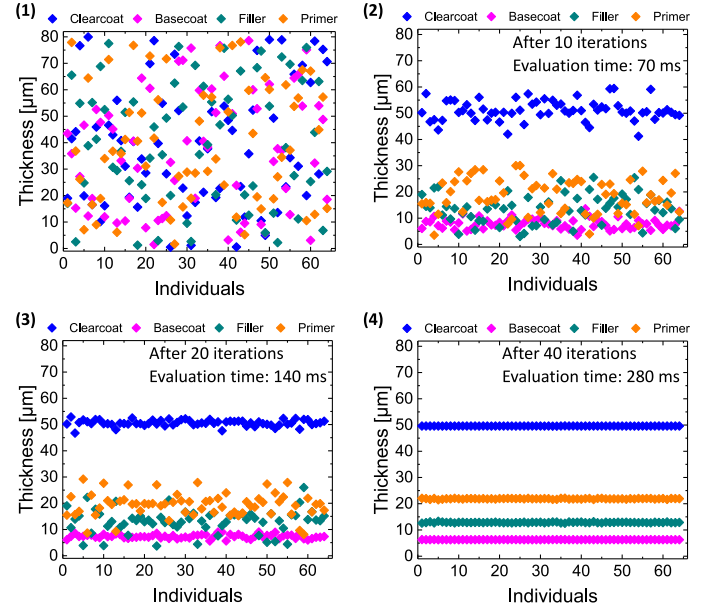 (1)
Clearcoat Basecoat Filler Primer
80
70
60
50
40
30
20
10
0
0 10 20 30 40 50 60
Thickness [µm]
Individuals
(2)
Clearcoat Basecoat Filler Primer
After 10 iterations
Evaluation time: 70 ms
80
70
60
50
40
30
20
10
0
0 10 20 30 40 50 60
Thickness [µm]
Individuals
(3)
Clearcoat Basecoat Filler Primer
After 20 iterations
Evaluation time: 140 ms
80
70
60
50
40
30
20
10
0
0 10 20 30 40 50 60
Thickness [µm]
Individuals
(4)
Clearcoat Basecoat Filler Primer
After 40 iterations
Evaluation time: 280 ms
80
70
60
50
40
30
20
10
0
0 10 20 30 40 50 60
Thickness [µm]
Individuals